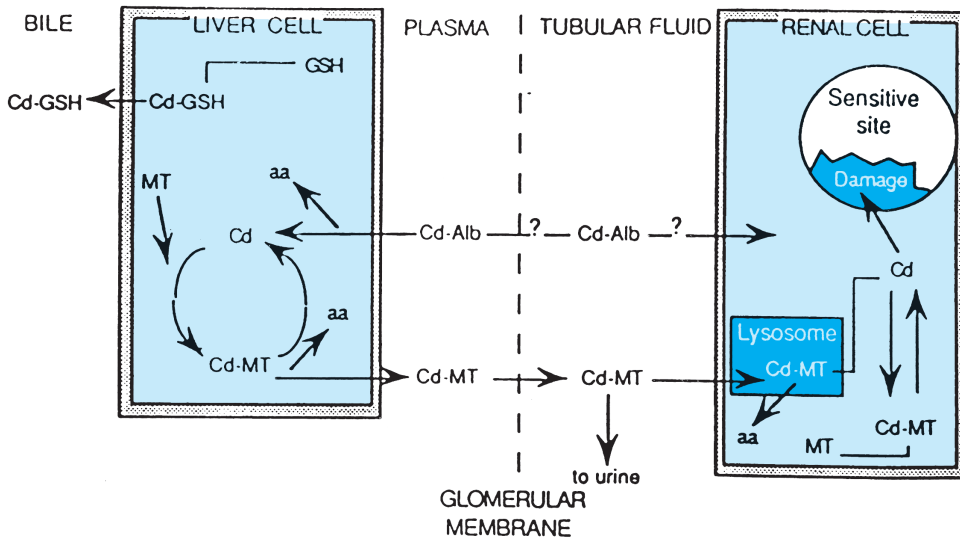 BILE
LIVER CELL
PLASMA
TUBULAR FLUID
RENAL CELL
GSH
Cd-GSH
Cd-GSH
Sensitive
site
Damage
MT
aa
Cd
Cd-Alb
?
Cd-Alb
?
Cd
aa
Lysosome
Cd-MT
Cd-MT
Cd-MT
Cd-MT
aa
MT
Cd-MT
to urine
GLOMERULAR
MEMBRANE